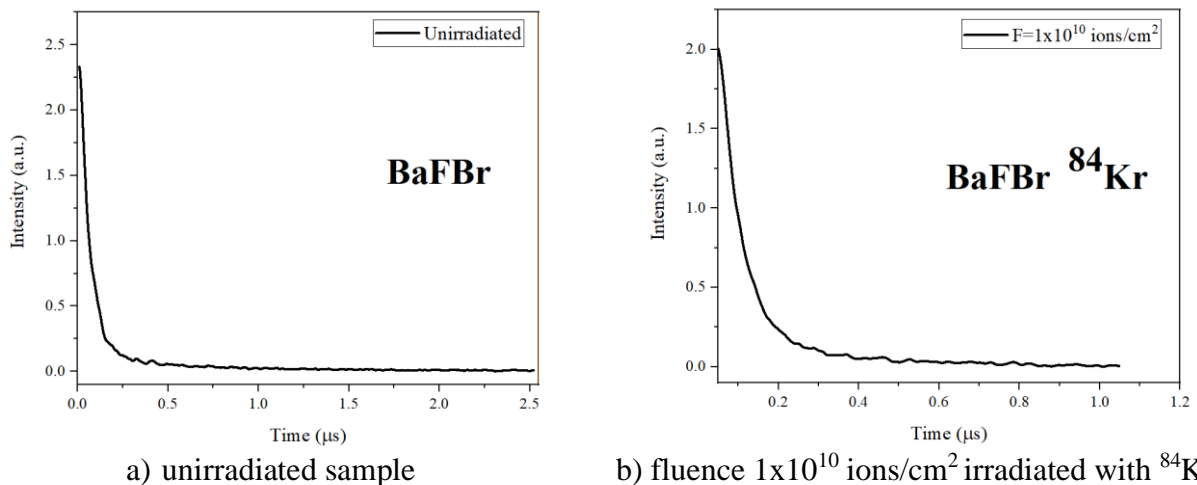 Unirradiated
BaFBr
Intensity (a.u.)
2.5
2.0
1.5
1.0
0.5
0.0
0.0 0.5 1.0 1.5 2.0 2.5
Time (μs)
a) unirradiated sample
F=1x10¹⁰ ions/cm²
BaFBr ⁸⁴Kr
Intensity (a.u.)
2.0
1.5
1.0
0.5
0.0
0.2 0.4 0.6 0.8 1.0 1.2
Time (μs)
b) fluence 1x10¹⁰ ions/cm² irradiated with ⁸⁴K